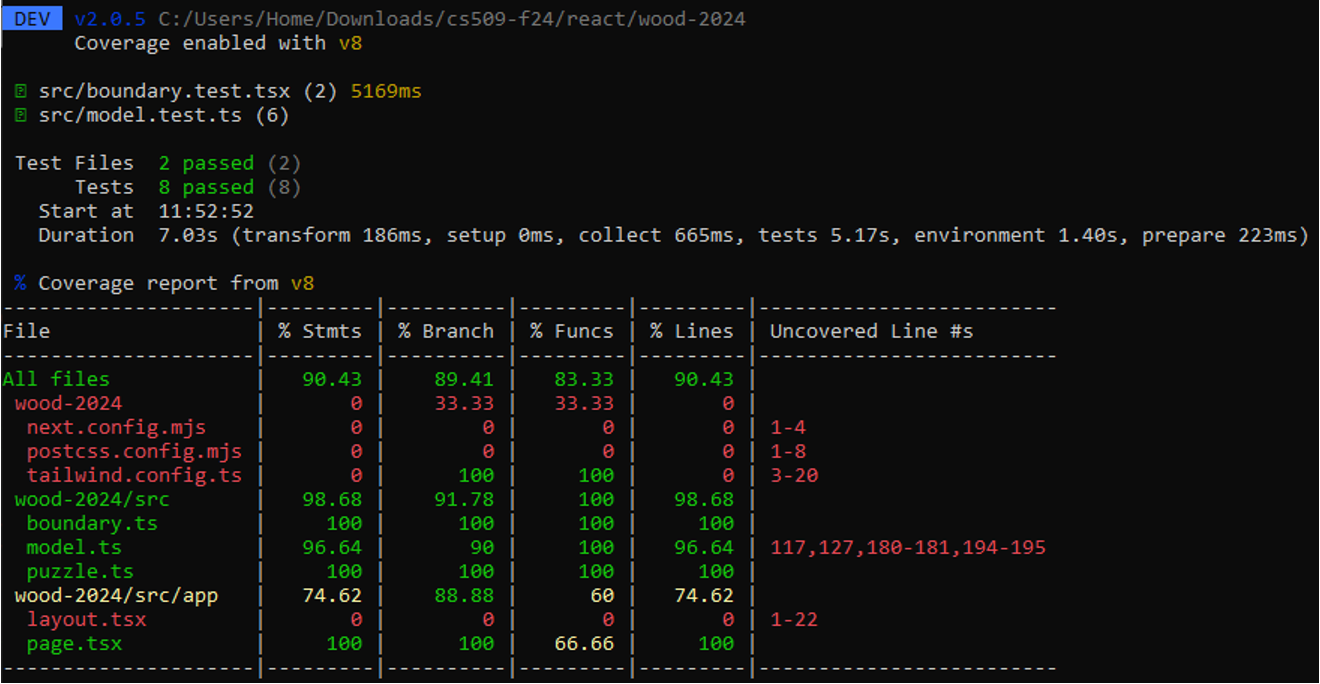 DEV v2.0.5 C:/Users/Home/Downloads/cs509-f24/react/wood-2024
Coverage enabled with v8
src/boundary.test.tsx (2) 5169ms
src/model.test.ts (6)
Test Files 2 passed (2)
Tests 8 passed (8)
Start at 11:52:52
Duration 7.03s (transform 186ms, setup 0ms, collect 665ms, tests 5.17s, environment 1.40s, prepare 223ms)
% Coverage report from v8
---------------------|---------|----------|---------|---------|-------------------------
File | % Stmts | % Branch | % Funcs | % Lines | Uncovered Line #s
---------------------|---------|----------|---------|---------|-------------------------
All files | 90.43 | 89.41 | 83.33 | 90.43 |
wood-2024 | 0 | 33.33 | 33.33 | 0 |
next.config.mjs | 0 | 0 | 0 | 0 | 1-4
postcss.config.mjs | 0 | 0 | 0 | 0 | 1-8
tailwind.config.ts | 0 | 100 | 100 | 0 | 3-20
wood-2024/src | 98.68 | 91.78 | 100 | 98.68 |
boundary.ts | 100 | 100 | 100 | 100 |
model.ts | 96.64 | 90 | 100 | 96.64 | 117,127,180-181,194-195
puzzle.ts | 100 | 100 | 100 | 100 |
wood-2024/src/app | 74.62 | 88.88 | 60 | 74.62 |
layout.tsx | 0 | 0 | 0 | 0 | 1-22
page.tsx | 100 | 100 | 66.66 | 100 |
---------------------|---------|----------|---------|---------|-------------------------